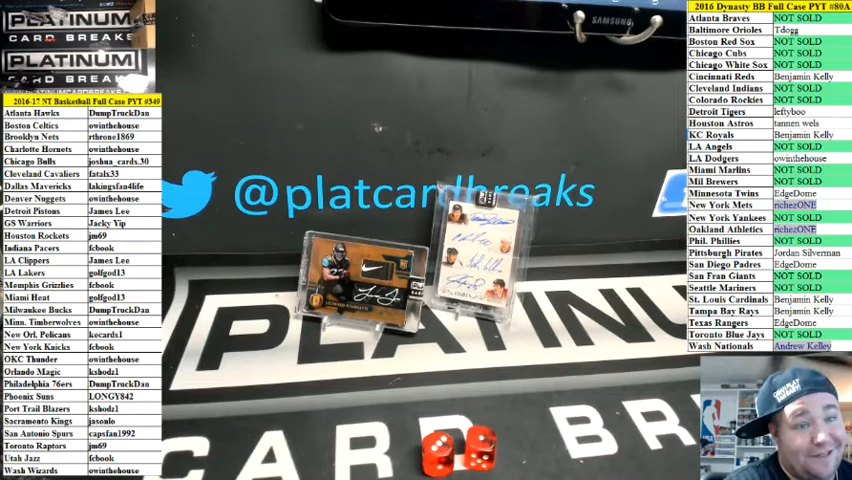 PLATINUM
CARD BREAKS
PLATINUM
CARD BREAKS
2016-17 NT Basketball Full Case PYT #349
Atlanta Hawks DumpTruckDan
Boston Celtics owinthehouse
Brooklyn Nets rthrone1869
Charlotte Hornets owinthehouse
Chicago Bulls joshua_cards.30
Cleveland Cavaliers fatalx33
Dallas Mavericks lakingsfan4life
Denver Nuggets owinthehouse
Detroit Pistons James Lee
GS Warriors Jacky Yip
Houston Rockets jm69
Indiana Pacers fcbook
LA Clippers James Lee
LA Lakers golfgod13
Memphis Grizzlies fcbook
Miami Heat golfgod13
Milwaukee Bucks DumpTruckDan
Minn. Timberwolves owinthehouse
New Orl. Pelicans kecards1
New York Knicks fcbook
OKC Thunder owinthehouse
Orlando Magic kshodz1
Philadelphia 76ers DumpTruckDan
Phoenix Suns LONGY842
Port Trail Blazers kshodz1
Sacramento Kings jasonlo
San Antonio Spurs capsfan1992
Toronto Raptors jm69
Utah Jazz fcbook
Wash Wizards owinthehouse
SAMSUNG
@platcardbreaks
PLATINUM
CARD BRE
2016 Dynasty BB Full Case PYT #80A
Atlanta Braves NOT SOLD
Baltimore Orioles Tdogg
Boston Red Sox NOT SOLD
Chicago Cubs NOT SOLD
Chicago White Sox NOT SOLD
Cincinnati Reds Benjamin Kelly
Cleveland Indians NOT SOLD
Colorado Rockies NOT SOLD
Detroit Tigers leftyboo
Houston Astros tannen wels
KC Royals Benjamin Kelly
LA Angels NOT SOLD
LA Dodgers owinthehouse
Miami Marlins NOT SOLD
Mil Brewers NOT SOLD
Minnesota Twins EdgeDome
New York Mets richezONE
New York Yankees NOT SOLD
Oakland Athletics richezONE
Phil. Phillies NOT SOLD
Pittsburgh Pirates Jordan Silverman
San Diego Padres EdgeDome
San Fran Giants NOT SOLD
Seattle Mariners NOT SOLD
St. Louis Cardinals Benjamin Kelly
Tampa Bay Rays Benjamin Kelly
Texas Rangers EdgeDome
Toronto Blue Jays NOT SOLD
Wash Nationals Andrew Kelley